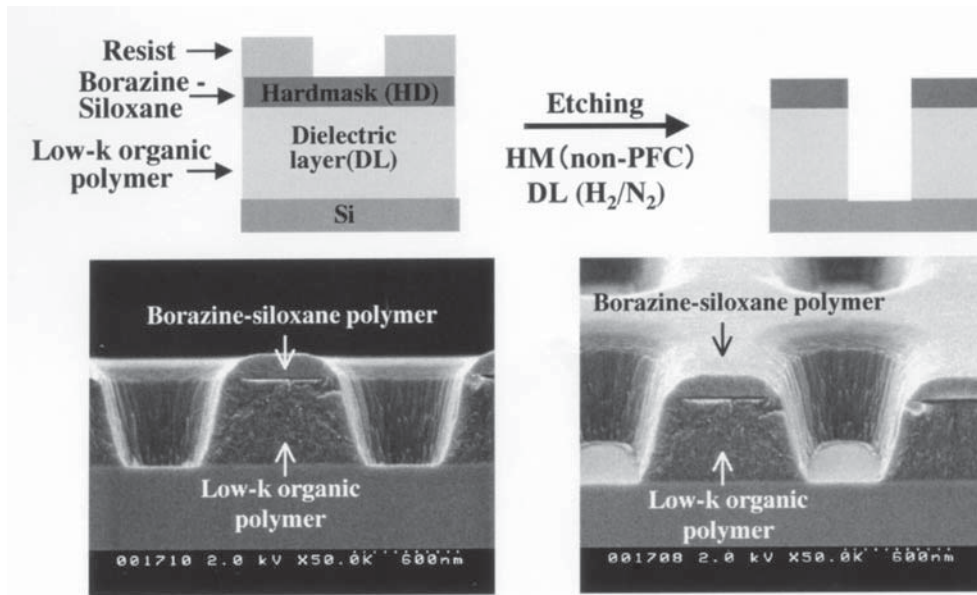 Resist
Borazine -
Siloxane
Hardmask (HD)
Low-k organic
polymer
Dielectric
layer(DL)
Si
Etching
HM(non-PFC)
DL (H₂/N₂)
Borazine-siloxane polymer
Low-k organic
polymer
001710 2.0 kV X50.0K 600nm
Borazine-siloxane polymer
Low-k organic
polymer
001708 2.0 kV X50.0K 600nm